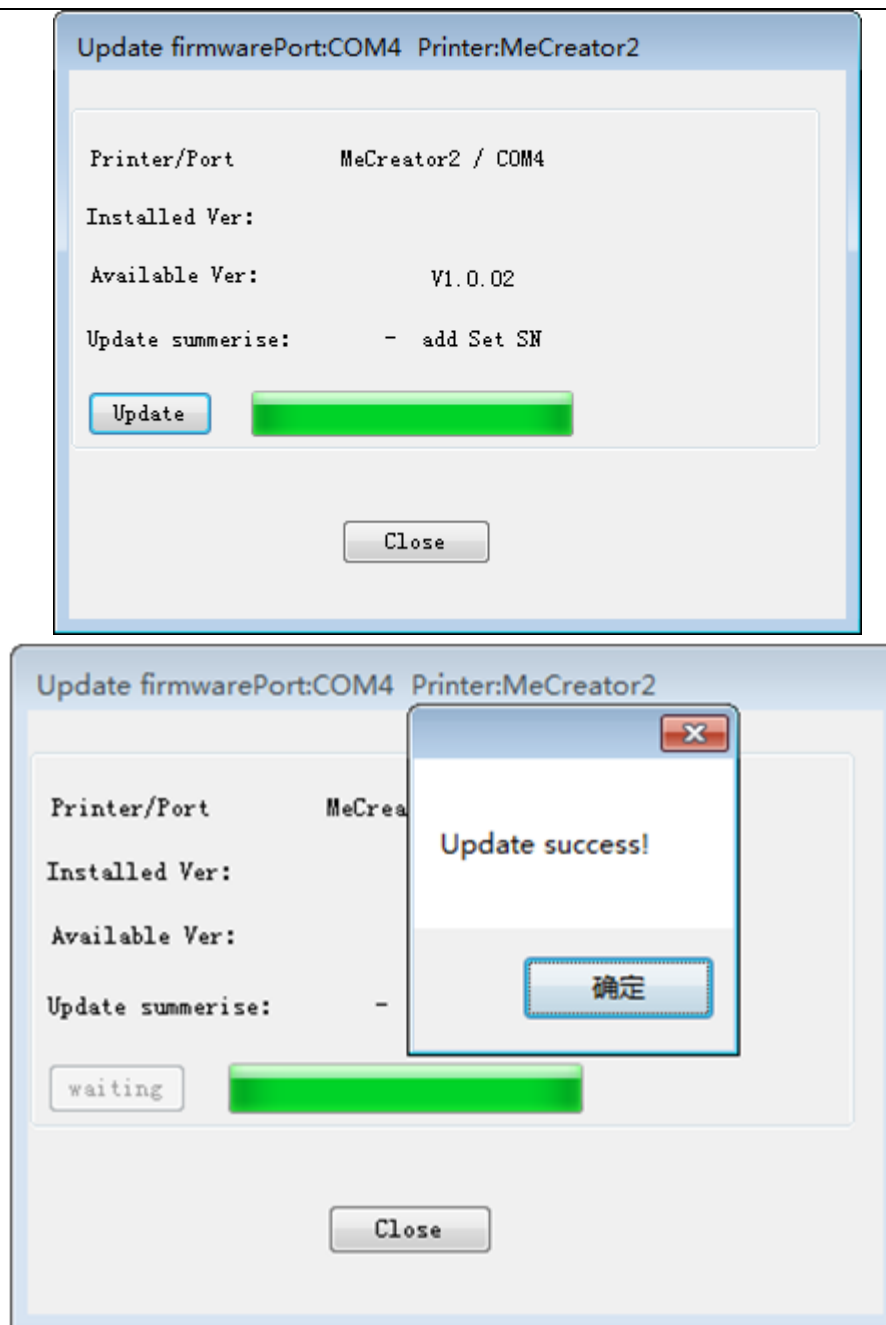 Update firmwarePort:COM4 Printer:MeCreator2
Printer/Port MeCreator2 / COM4
Installed Ver:
Available Ver: V1.0.02
Update summerise: - add Set SN
Update
Close
Update firmwarePort:COM4 Printer:MeCreator2
Printer/Port MeCrea
Installed Ver:
Available Ver:
Update summerise: -
waiting
Close
Update success!
确定